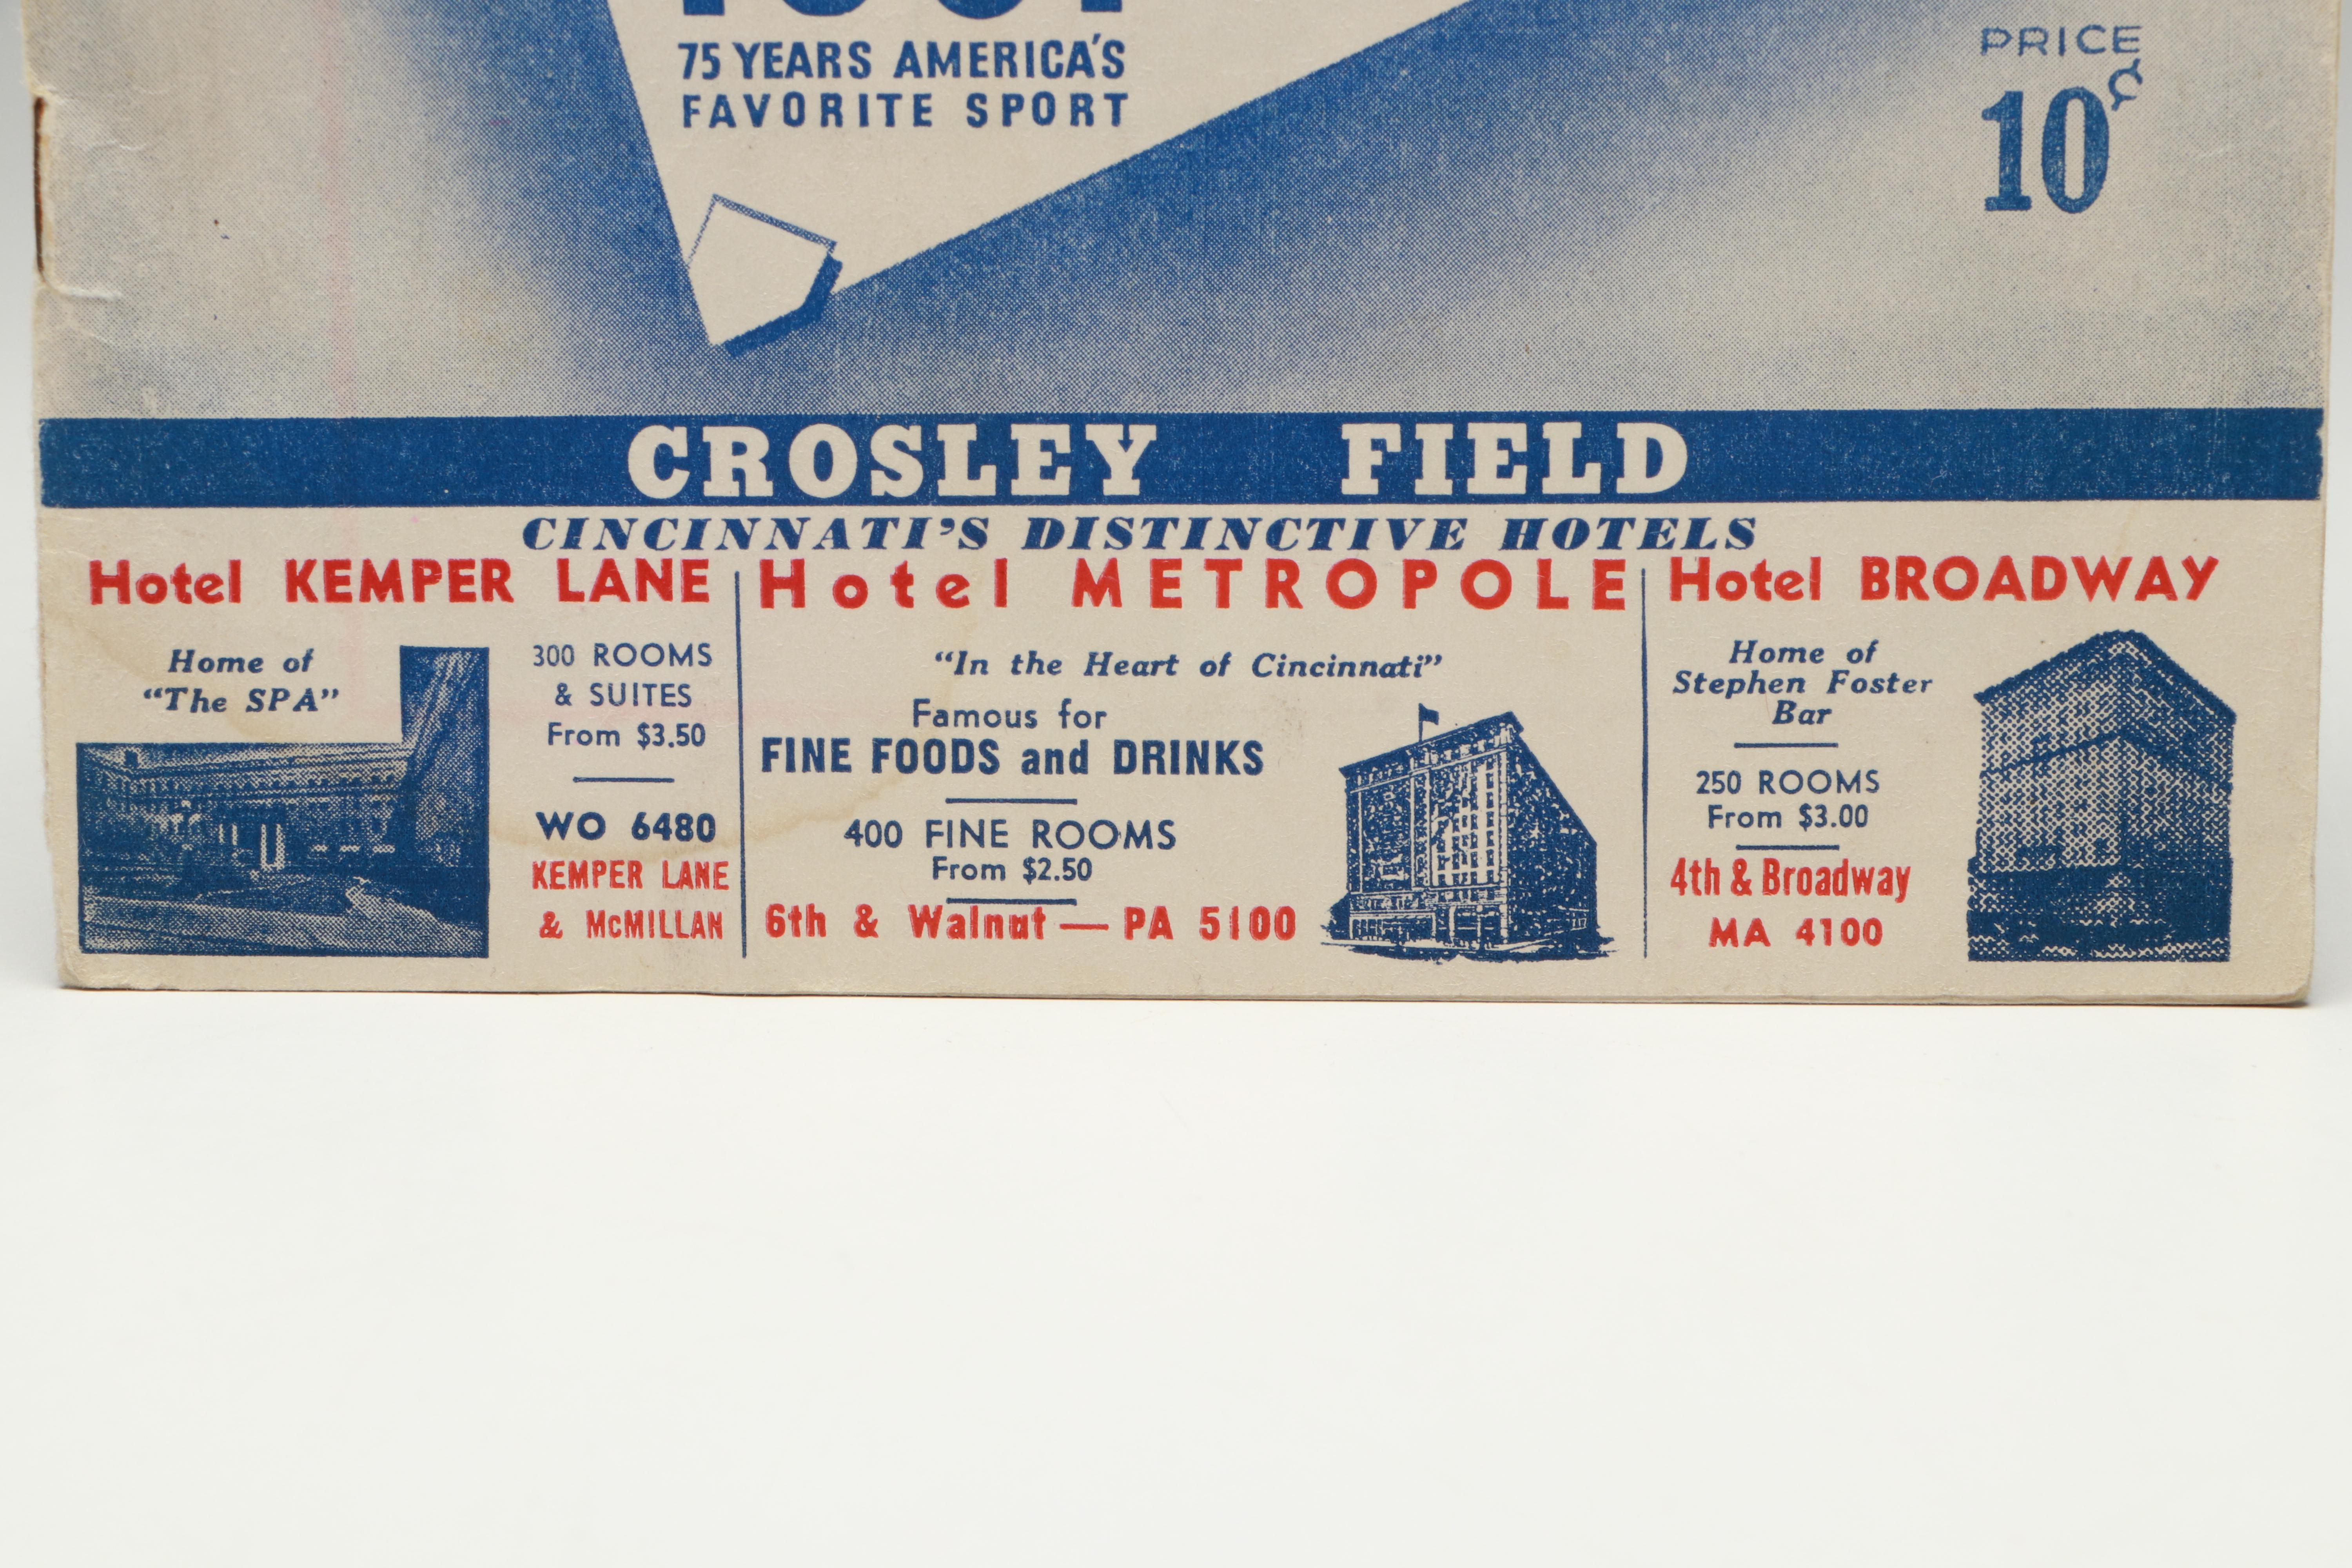 75 YEARS AMERICA'S
FAVORITE SPORT
PRICE
10¢
CROSLEY FIELD
CINCINNATI'S DISTINCTIVE HOTELS
Hotel KEMPER LANE
Home of
"The SPA"
300 ROOMS
& SUITES
From $3.50
WO 6480
KEMPER LANE
& McMILLAN
Hotel METROPOLE
"In the Heart of Cincinnati"
Famous for
FINE FOODS and DRINKS
400 FINE ROOMS
From $2.50
6th & Walnut — PA 5100
Hotel BROADWAY
Home of
Stephen Foster
Bar
250 ROOMS
From $3.00
4th & Broadway
MA 4100